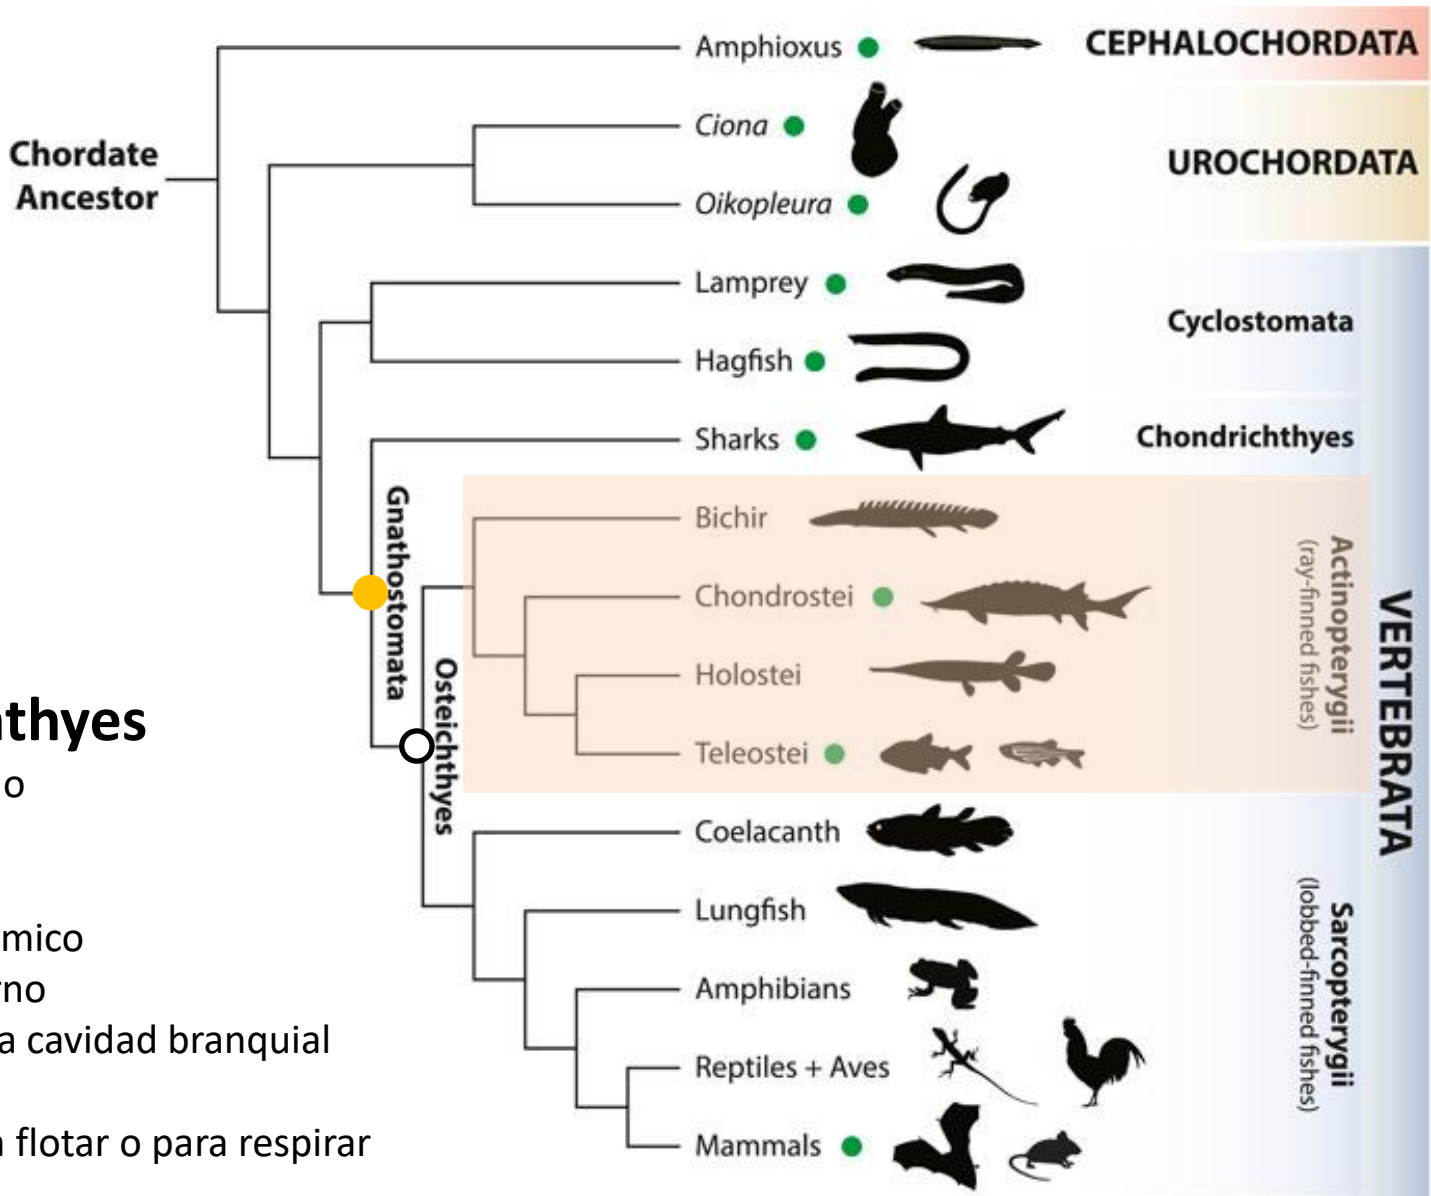 Amphioxus
CEPHALOCHORDATA
Chordate
Ancestor
Ciona
UROCHORDATA
Oikopleura
Lamprey
Cyclostomata
Hagfish
Sharks
Chondrichthyes
Gnathostomata
Bichir
Chondrostei
Actinopterygii
(ray-finned fishes)
VERTEBRATA
Holostei
Osteichthyes
Teleostei
Coelacanth
Lungfish
Sarcopterygii
(lobbed-finned fishes)
Amphibians
Reptiles + Aves
Mammals
athyes
o
mico
rno
a cavidad branquial
flotar o para respirar